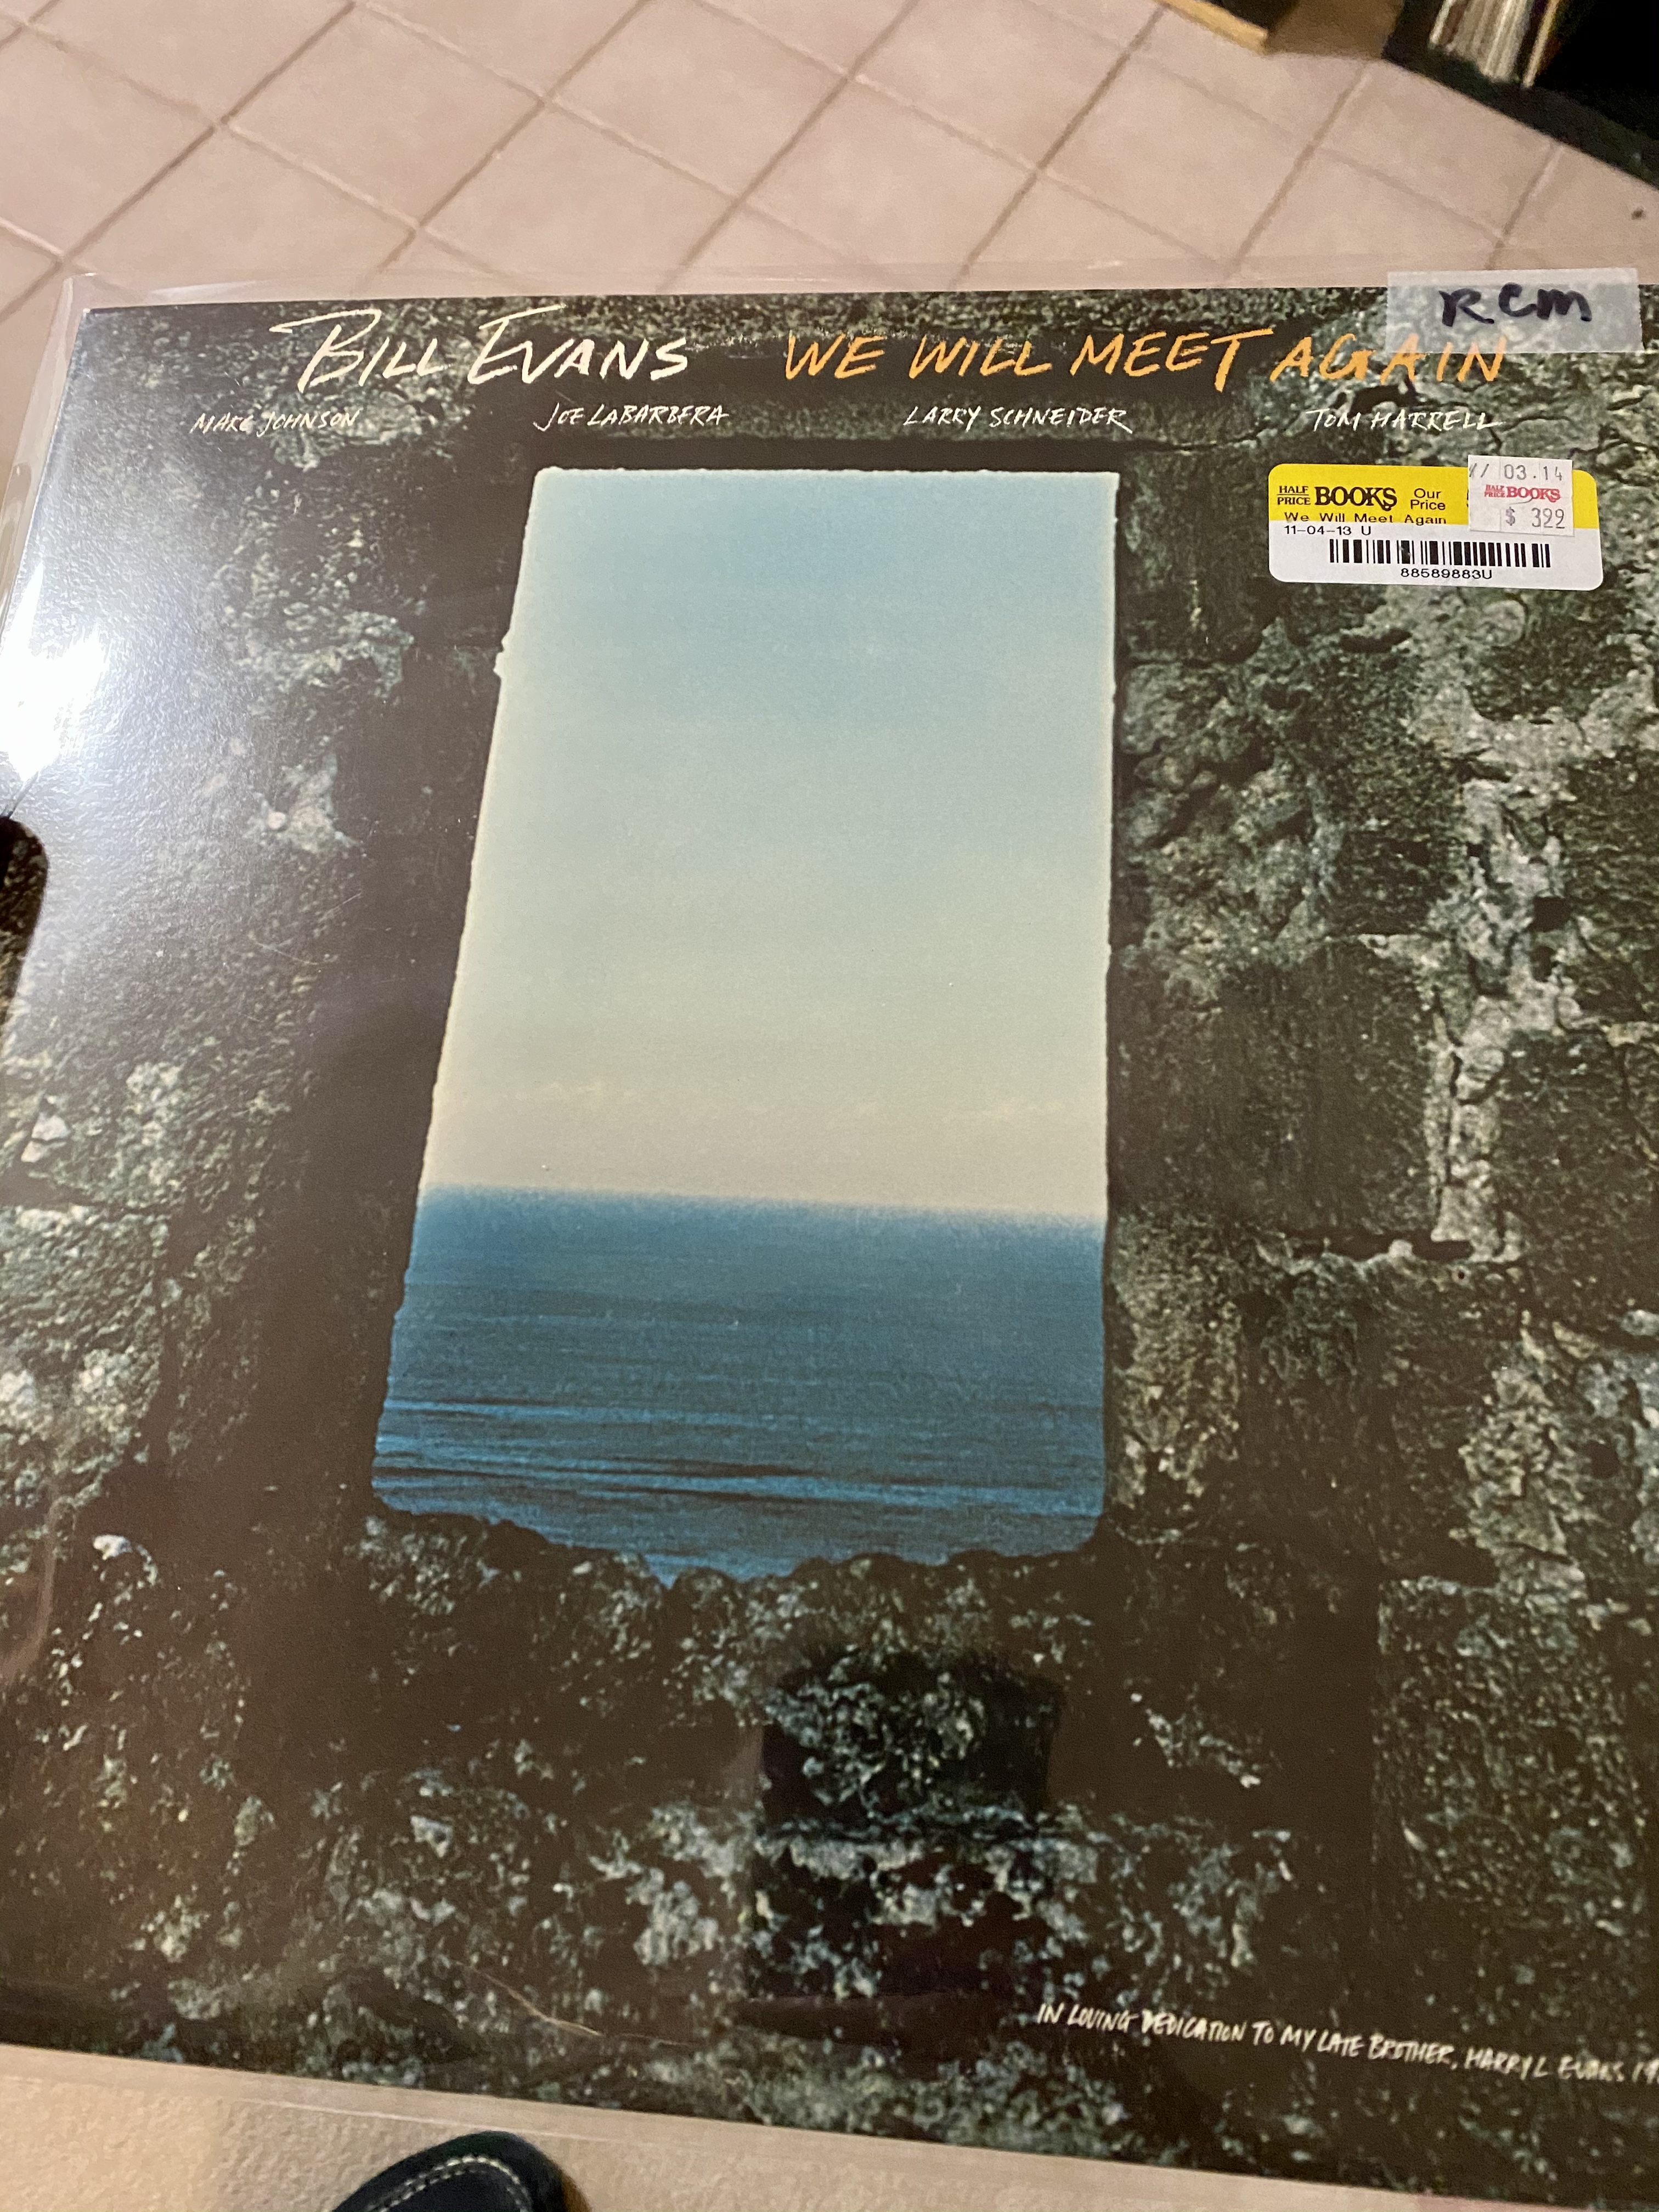 RCM
BILL EVANS WE WILL MEET AGAIN
MARC JOHNSON JOE LABARBERA LARRY SCHNEIDER TOM HARRELL
HALF PRICE BOOKS Our Price
We Will Meet Again
11-04-13 U
88589883U
03.14
HALF PRICE BOOKS
$ 3.99
IN LOVING DEDICATION TO MY LATE BROTHER, HARRY L EVANS